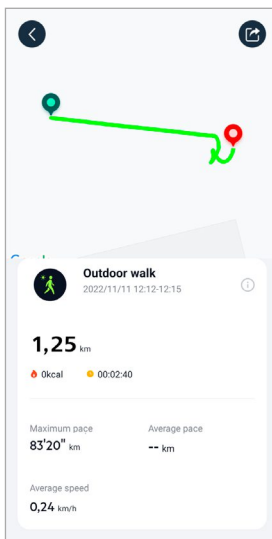 Outdoor walk
2022/11/11 12:12-12:15
1,25 km
0kcal 00:02:40
Maximum pace Average pace
83'20" km -- km
Average speed
0,24 km/h